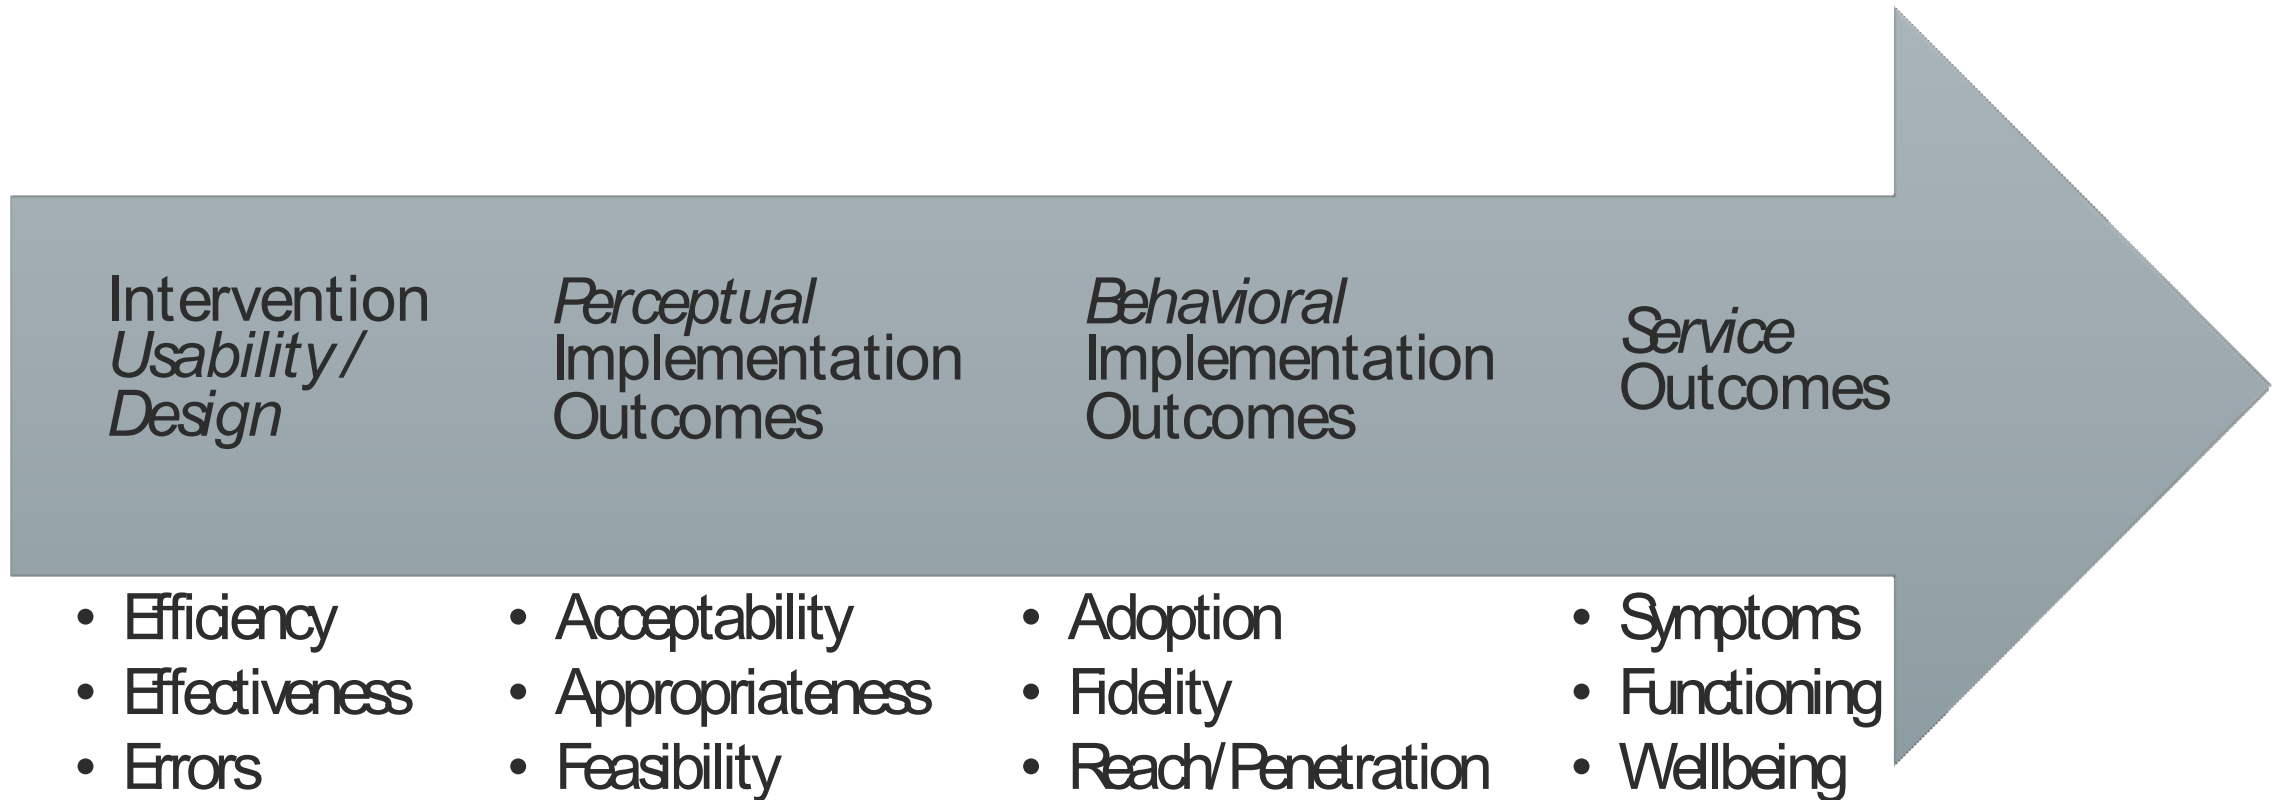 Intervention
Usability/
Design
Perceptual
Implementation
Outcomes
Behavioral
Implementation
Outcomes
Service
Outcomes
• Efficiency
• Effectiveness
• Errors
• Acceptability
• Appropriateness
• Feasibility
• Adoption
• Fidelity
• Reach/Penetration
• Symptoms
• Functioning
• Wellbeing